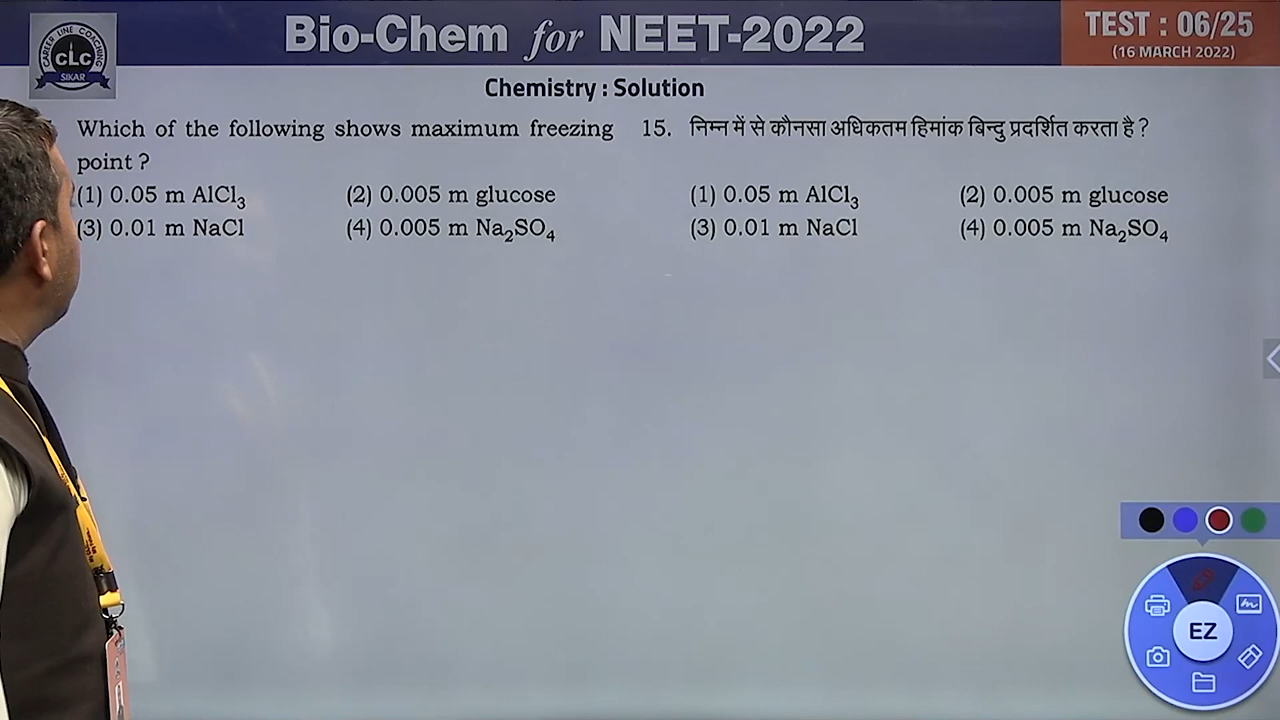 Bio-Chem for NEET-2022
TEST : 06/25
(16 MARCH 2022)
CAREER LINE COACHING
CLC
SIKAR
Chemistry : Solution
Which of the following shows maximum freezing
point ?
(1) 0.05 m AlCl₃ (2) 0.005 m glucose
(3) 0.01 m NaCl (4) 0.005 m Na₂SO₄
15. निम्न में से कौनसा अधिकतम हिमांक बिन्दु प्रदर्शित करता है ?
(1) 0.05 m AlCl₃ (2) 0.005 m glucose
(3) 0.01 m NaCl (4) 0.005 m Na₂SO₄
EZ